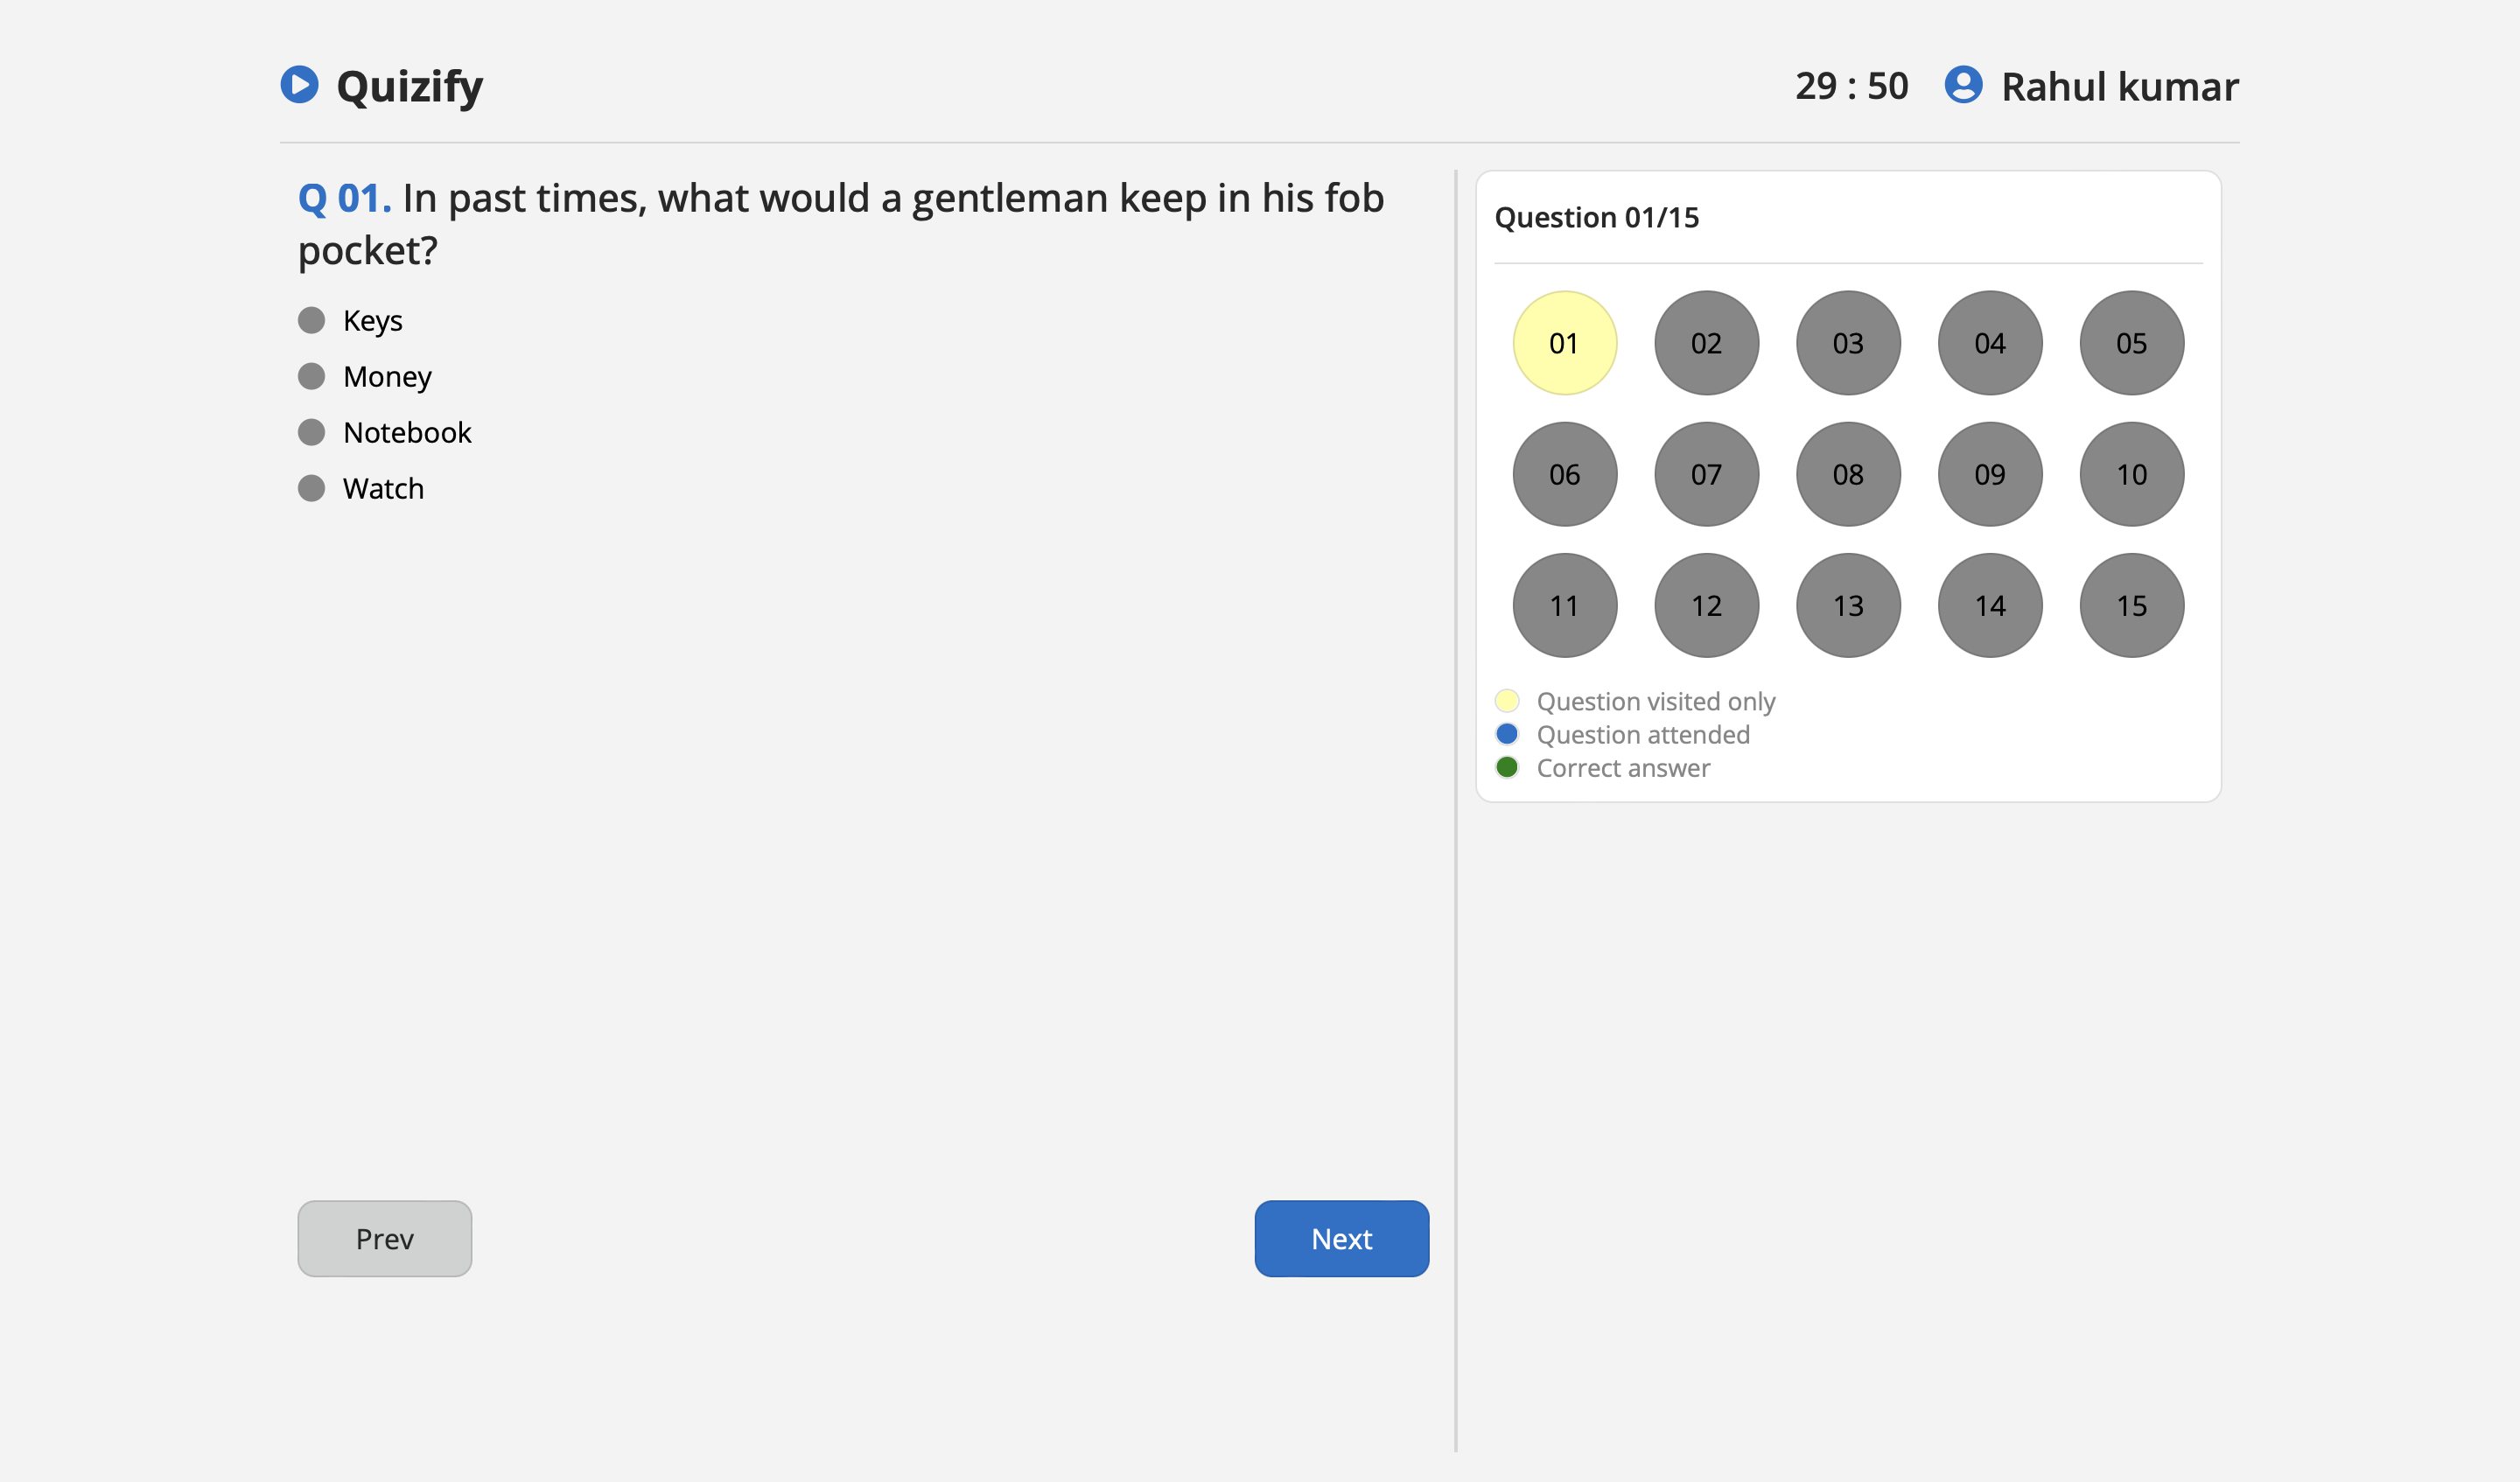 Quizify
29 : 50
Rahul kumar
Q 01. In past times, what would a gentleman keep in his fob
pocket?
Keys
Money
Notebook
Watch
Prev
Next
Question 01/15
01 02 03 04 05
06 07 08 09 10
11 12 13 14 15
Question visited only
Question attended
Correct answer